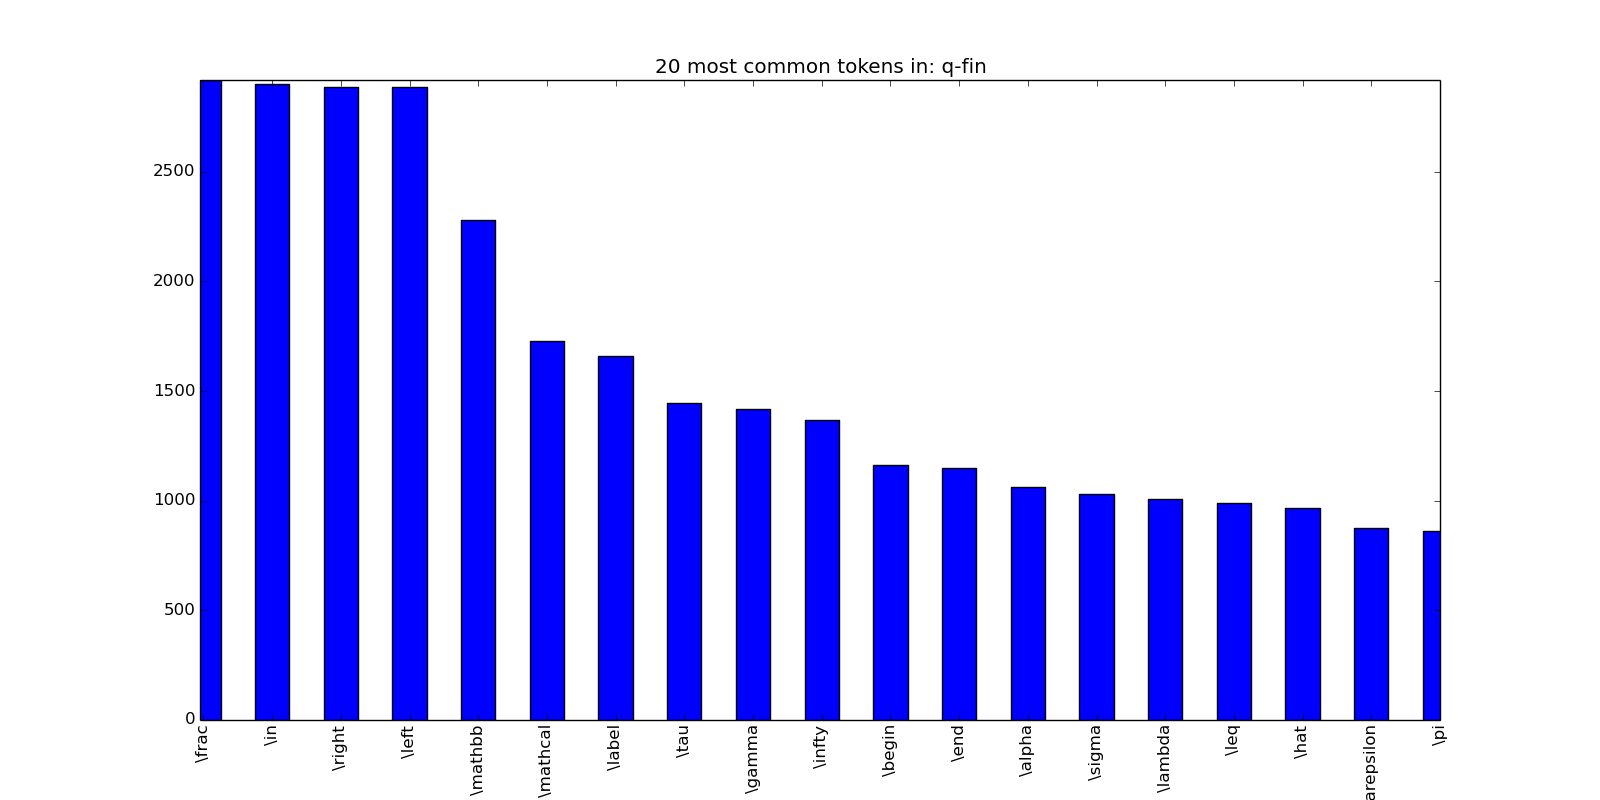 20 most common tokens in: q-fin
2500
2000
1500
1000
500
0
\frac
\in
\right
\left
\mathbb
\mathcal
\label
\tau
\gamma
\infty
\begin
\end
\alpha
\sigma
\lambda
\leq
\hat
arepsilon
\pi